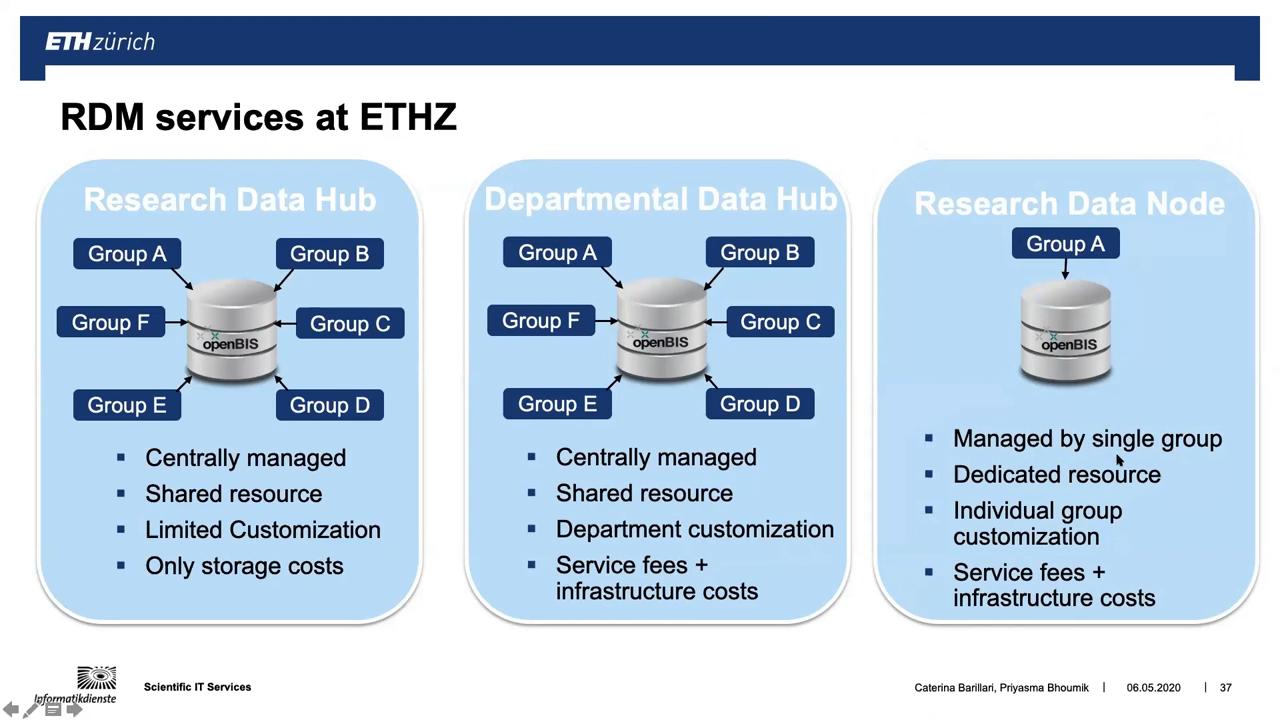 ETH zürich
RDM services at ETHZ
Research Data Hub
Group A
Group B
Group F
Group C
openBIS
Group E
Group D
Centrally managed
Shared resource
Limited Customization
Only storage costs
Departmental Data Hub
Group A
Group B
Group F
Group C
openBIS
Group E
Group D
Centrally managed
Shared resource
Department customization
Service fees +
infrastructure costs
Research Data Node
Group A
openBIS
Managed by single group
Dedicated resource
Individual group
customization
Service fees +
infrastructure costs
Informatikdienste
Scientific IT Services
Caterina Barillari, Priyasma Bhoumik | 06.05.2020 | 37